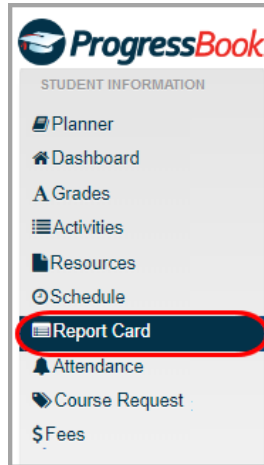 ProgressBook
STUDENT INFORMATION
Planner
Dashboard
Grades
Activities
Resources
Schedule
Report Card
Attendance
Course Request
Fees